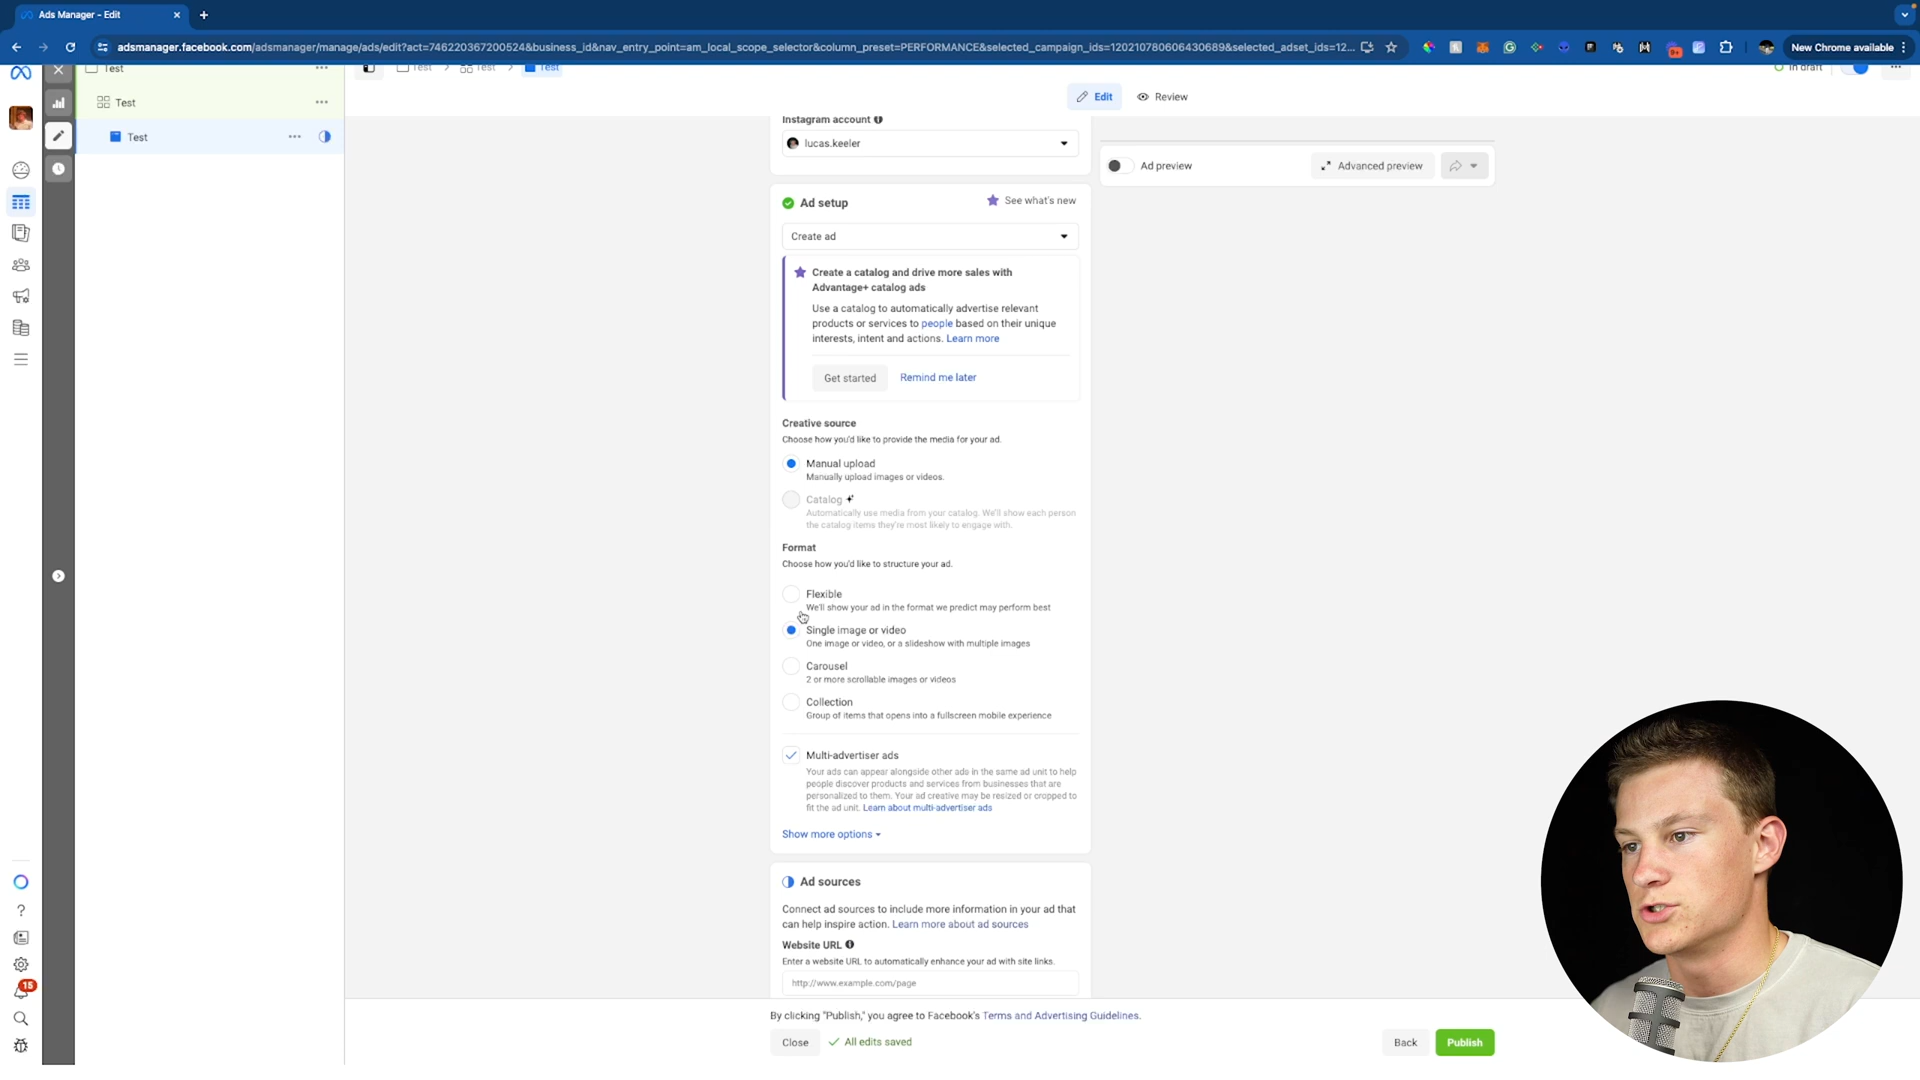 Ads Manager - Edit
adsmanager.facebook.com/adsmanager/manage/ads/edit?act=746220367200524&business_id&nav_entry_point=am_local_scope_selector&column_preset=PERFORMANCE&selected_campaign_ids=120210780606430689&selected_adset_ids=12...
New Chrome available
Test
Test
Test
Test
Test
Test
In draft
Edit
Review
Instagram account
lucas.keeler
Ad preview
Advanced preview
Ad setup
See what's new
Create ad
Create a catalog and drive more sales with
Advantage+ catalog ads
Use a catalog to automatically advertise relevant
products or services to people based on their unique
interests, intent and actions. Learn more
Get started
Remind me later
Creative source
Choose how you'd like to provide the media for your ad.
Manual upload
Manually upload images or videos.
Catalog
Automatically use media from your catalog. We'll show each person
the catalog items they're most likely to engage with.
Format
Choose how you'd like to structure your ad.
Flexible
We'll show your ad in the format we predict may perform best
Single image or video
One image or video, or a slideshow with multiple images
Carousel
2 or more scrollable images or videos
Collection
Group of items that opens into a fullscreen mobile experience
Multi-advertiser ads
Your ads can appear alongside other ads in the same ad unit to help
people discover products and services from businesses that are
personalized to them. Your ad creative may be resized or cropped to
fit the ad unit. Learn about multi-advertiser ads
Show more options
Ad sources
Connect ad sources to include more information in your ad that
can help inspire action. Learn more about ad sources
Website URL
Enter a website URL to automatically enhance your ad with site links.
http://www.example.com/page
15
By clicking "Publish," you agree to Facebook's Terms and Advertising Guidelines.
Close
All edits saved
Back
Publish